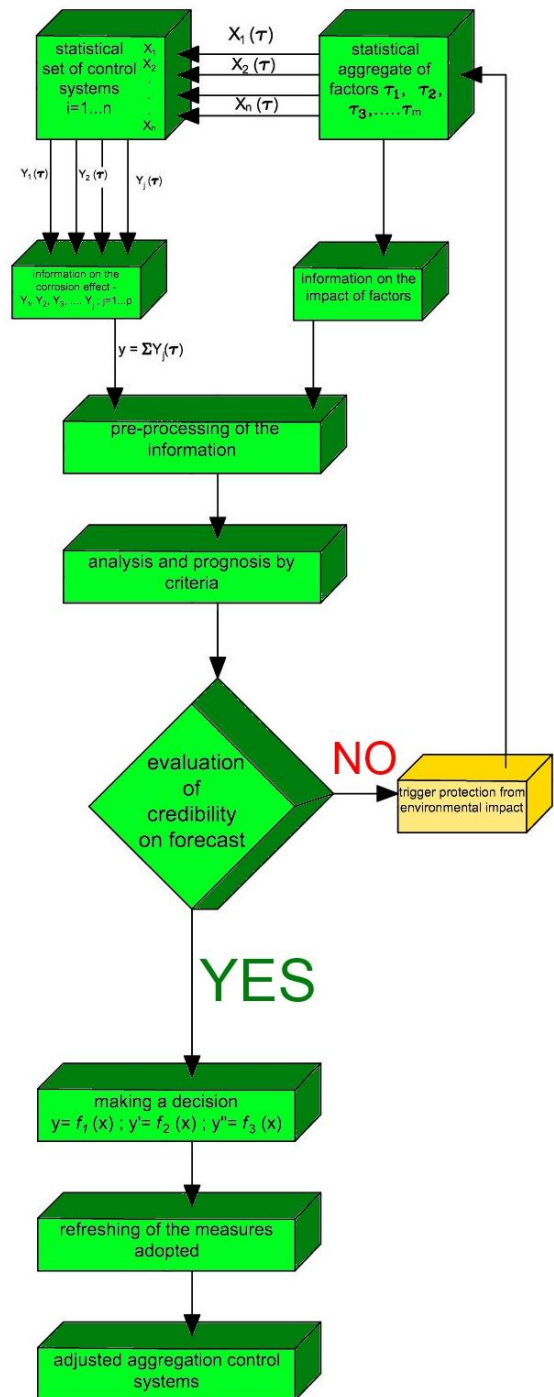 statistical
set of control
systems
i=1...n
X₁
X₂
.
.
.
Xₙ
X₁(τ)
X₂(τ)
Xₙ(τ)
statistical
aggregate of
factors τ₁, τ₂,
τ₃,.....τₘ
Y₁(τ)
Y₂(τ)
Yⱼ(τ)
information on the
corrosion effect -
Y₁, Y₂, Y₃, .... Yⱼ ; j=1...p
information on the
impact of factors
y = ΣYⱼ(τ)
pre-processing of the
information
analysis and prognosis by
criteria
evaluation
of
credibility
on forecast
NO
trigger protection from
environmental impact
YES
making a decision
y= f₁ (x) ; y'= f₂ (x) ; y''= f₃ (x)
refreshing of the measures
adopted
adjusted aggregation control
systems